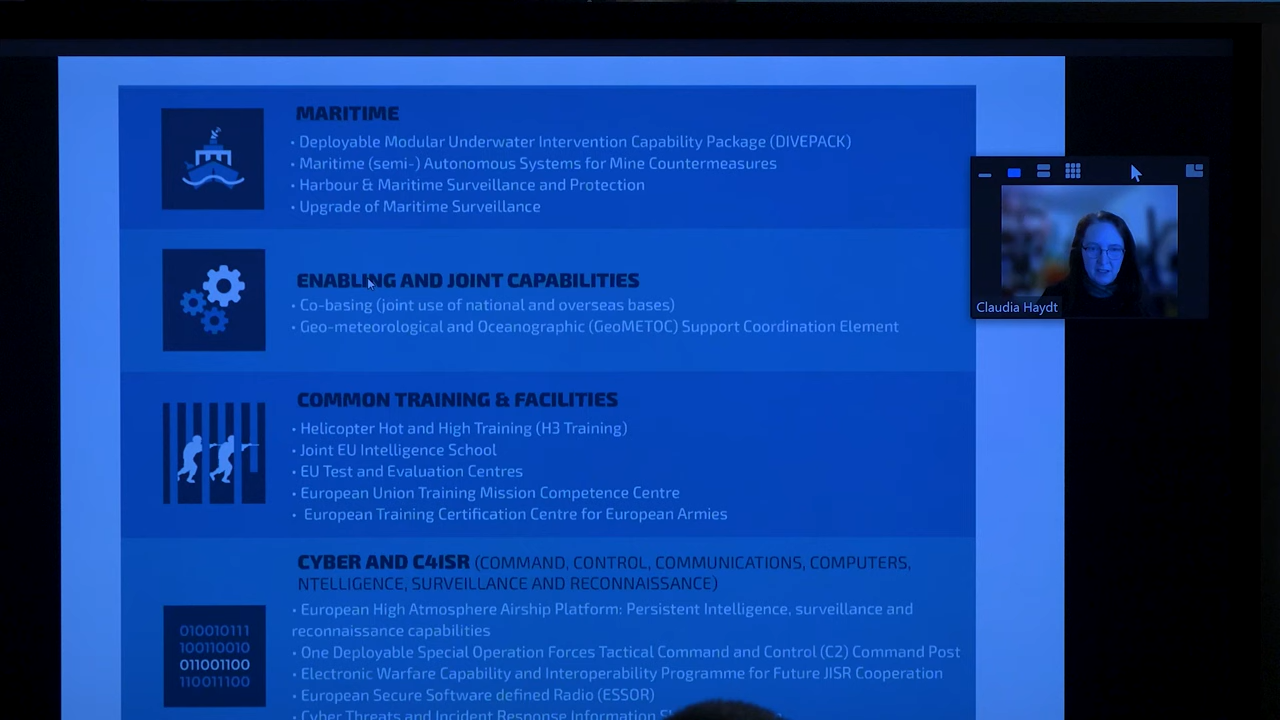 MARITIME
• Deployable Modular Underwater Intervention Capability Package (DIVEPACK)
• Maritime (semi-) Autonomous Systems for Mine Countermeasures
• Harbour & Maritime Surveillance and Protection
• Upgrade of Maritime Surveillance
ENABLING AND JOINT CAPABILITIES
• Co-basing (joint use of national and overseas bases)
• Geo-meteorological and Oceanographic (GeoMETOC) Support Coordination Element
Claudia Haydt
COMMON TRAINING & FACILITIES
• Helicopter Hot and High Training (H3 Training)
• Joint EU Intelligence School
• EU Test and Evaluation Centres
• European Union Training Mission Competence Centre
• European Training Certification Centre for European Armies
CYBER AND C4ISR (COMMAND, CONTROL, COMMUNICATIONS, COMPUTERS,
NTELLIGENCE, SURVEILLANCE AND RECONNAISSANCE)
• European High Atmosphere Airship Platform: Persistent Intelligence, surveillance and
reconnaissance capabilities
• One Deployable Special Operation Forces Tactical Command and Control (C2) Command Post
• Electronic Warfare Capability and Interoperability Programme for Future JISR Cooperation
• European Secure Software defined Radio (ESSOR)
• Cyber Threats and Incident Response Information
010010111
100110010
011001100
110011100